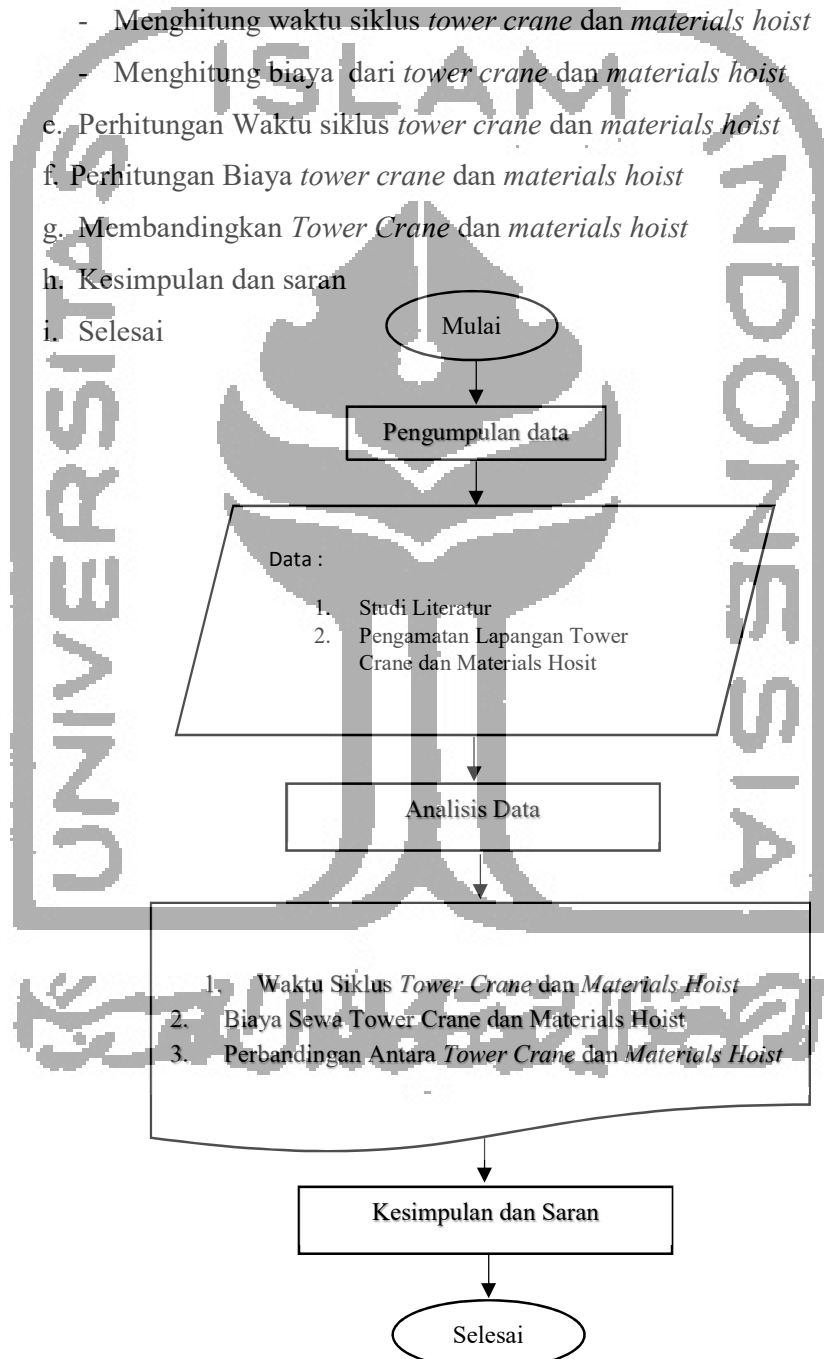 - Menghitung waktu siklus tower crane dan materials hoist
- Menghitung biaya dari tower crane dan materials hoist
e. Perhitungan Waktu siklus tower crane dan materials hoist
f. Perhitungan Biaya tower crane dan materials hoist
g. Membandingkan Tower Crane dan materials hoist
h. Kesimpulan dan saran
i. Selesai
Mulai
Pengumpulan data
Data :
1. Studi Literatur
2. Pengamatan Lapangan Tower
Crane dan Materials Hosit
Analisis Data
1. Waktu Siklus Tower Crane dan Materials Hoist
2. Biaya Sewa Tower Crane dan Materials Hoist
3. Perbandingan Antara Tower Crane dan Materials Hoist
Kesimpulan dan Saran
Selesai
UNIVERSITAS
ISLAM
INDONESIA